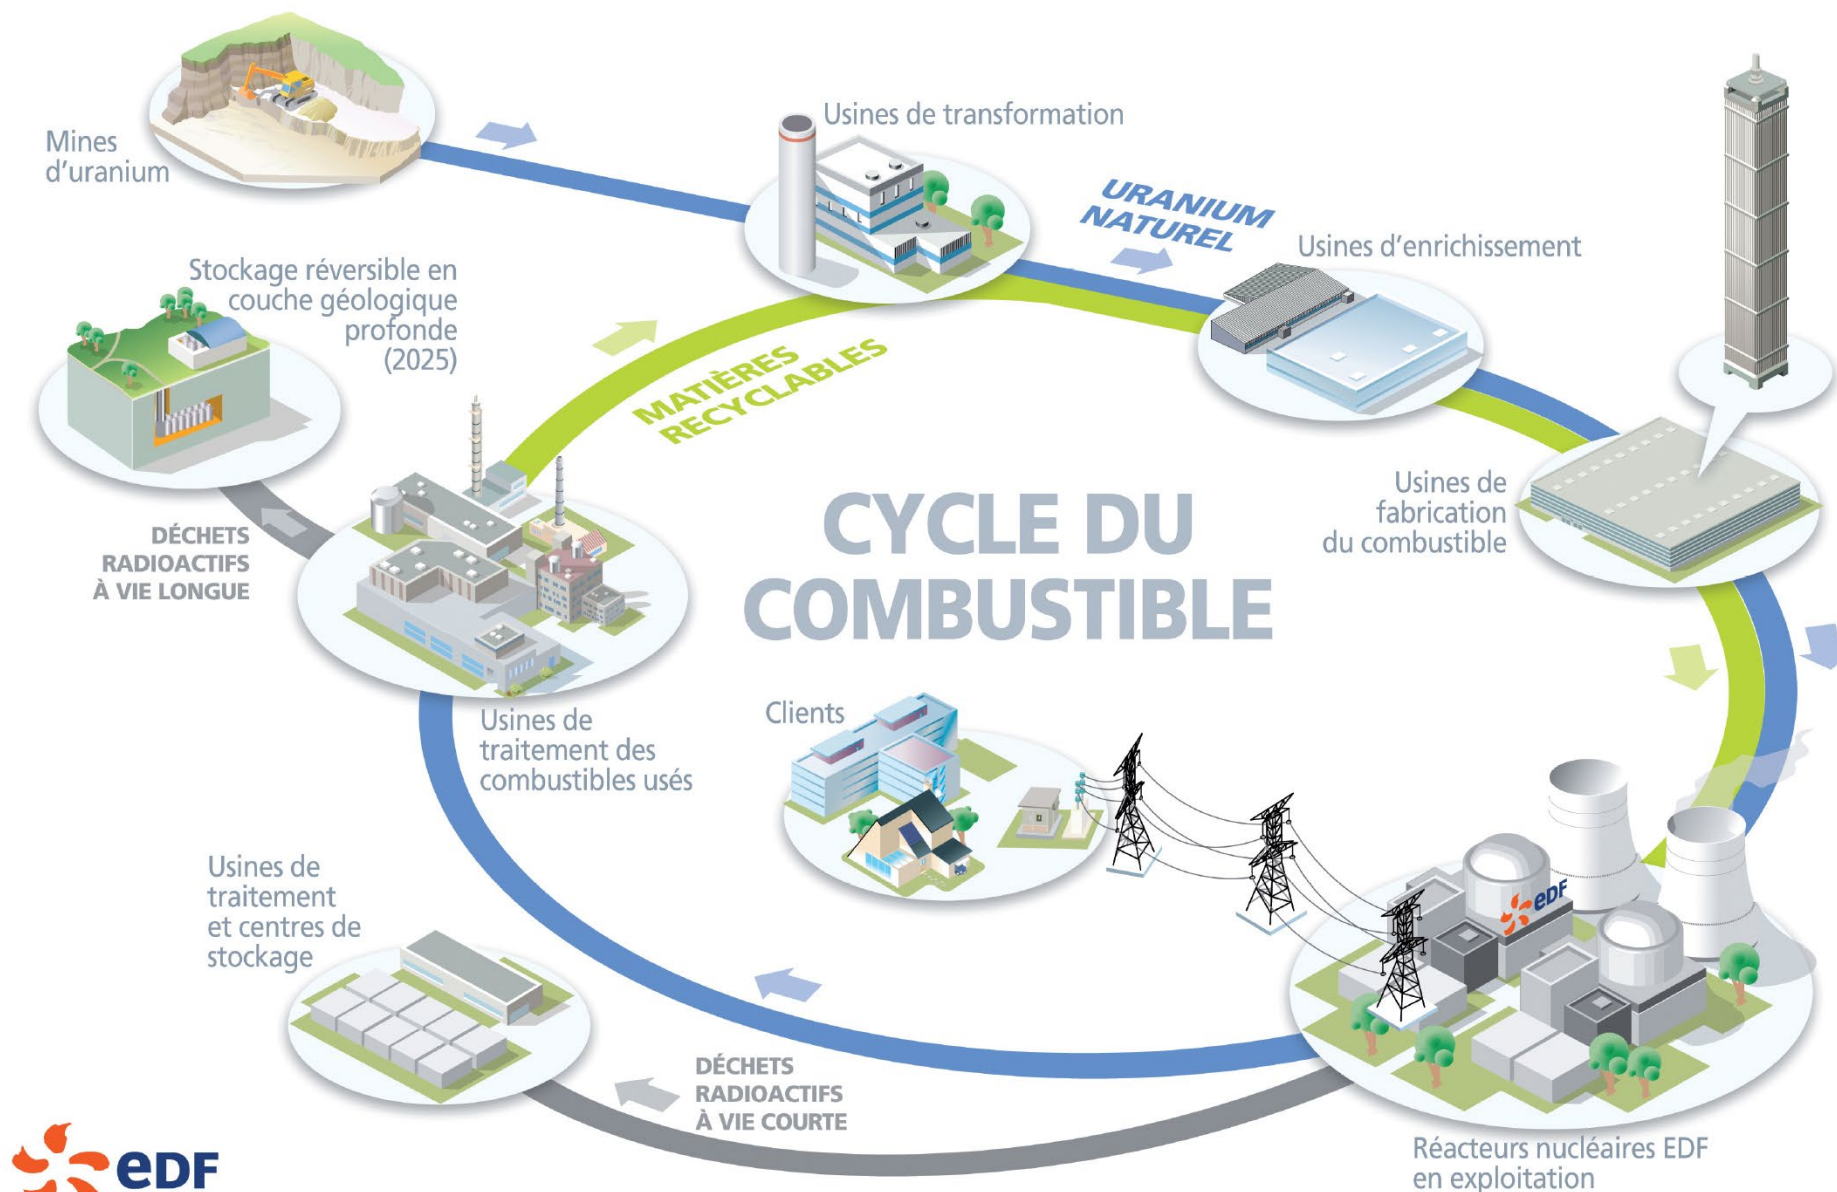 Mines
d'uranium
Usines de transformation
URANIUM
NATUREL
Usines d'enrichissement
Stockage réversible en
couche géologique
profonde
(2025)
MATIÈRES
RECYCLABLES
Usines de
fabrication
du combustible
CYCLE DU
COMBUSTIBLE
DÉCHETS
RADIOACTIFS
À VIE LONGUE
Usines de
traitement des
combustibles usés
Clients
Usines de
traitement
et centres de
stockage
eDF
DÉCHETS
RADIOACTIFS
À VIE COURTE
Réacteurs nucléaires EDF
en exploitation
eDF